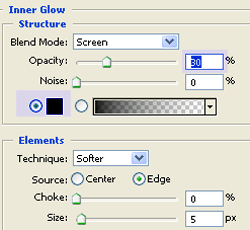 Inner Glow
Structure
Blend Mode: Screen
Opacity: 30 %
Noise: 0 %
Elements
Technique: Softer
Source: Center Edge
Choke: 0 %
Size: 5 px